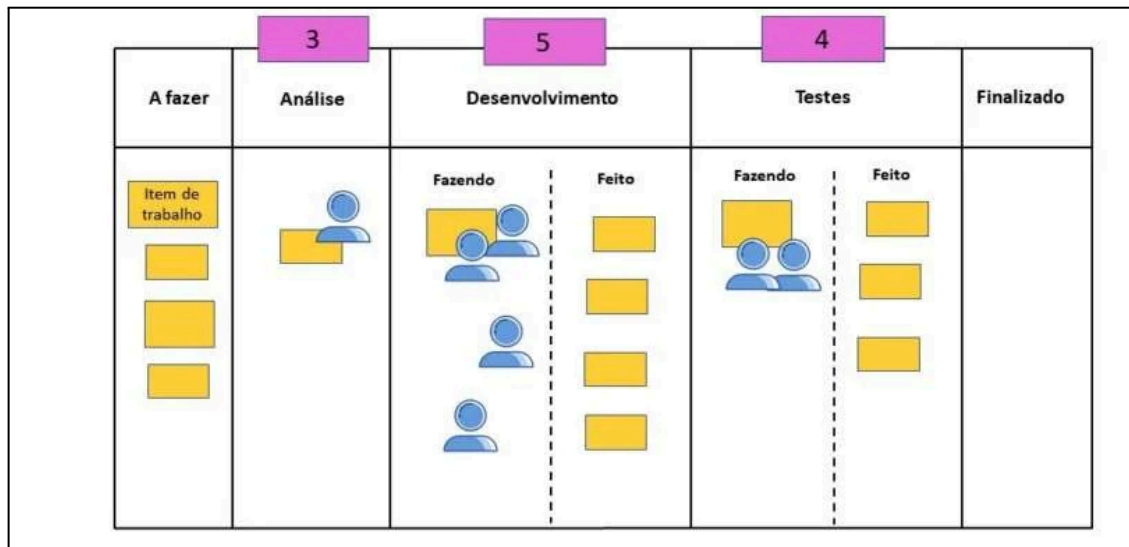 3
5
4
A fazer
Análise
Desenvolvimento
Testes
Finalizado
Fazendo
Feito
Fazendo
Feito
Item de
trabalho